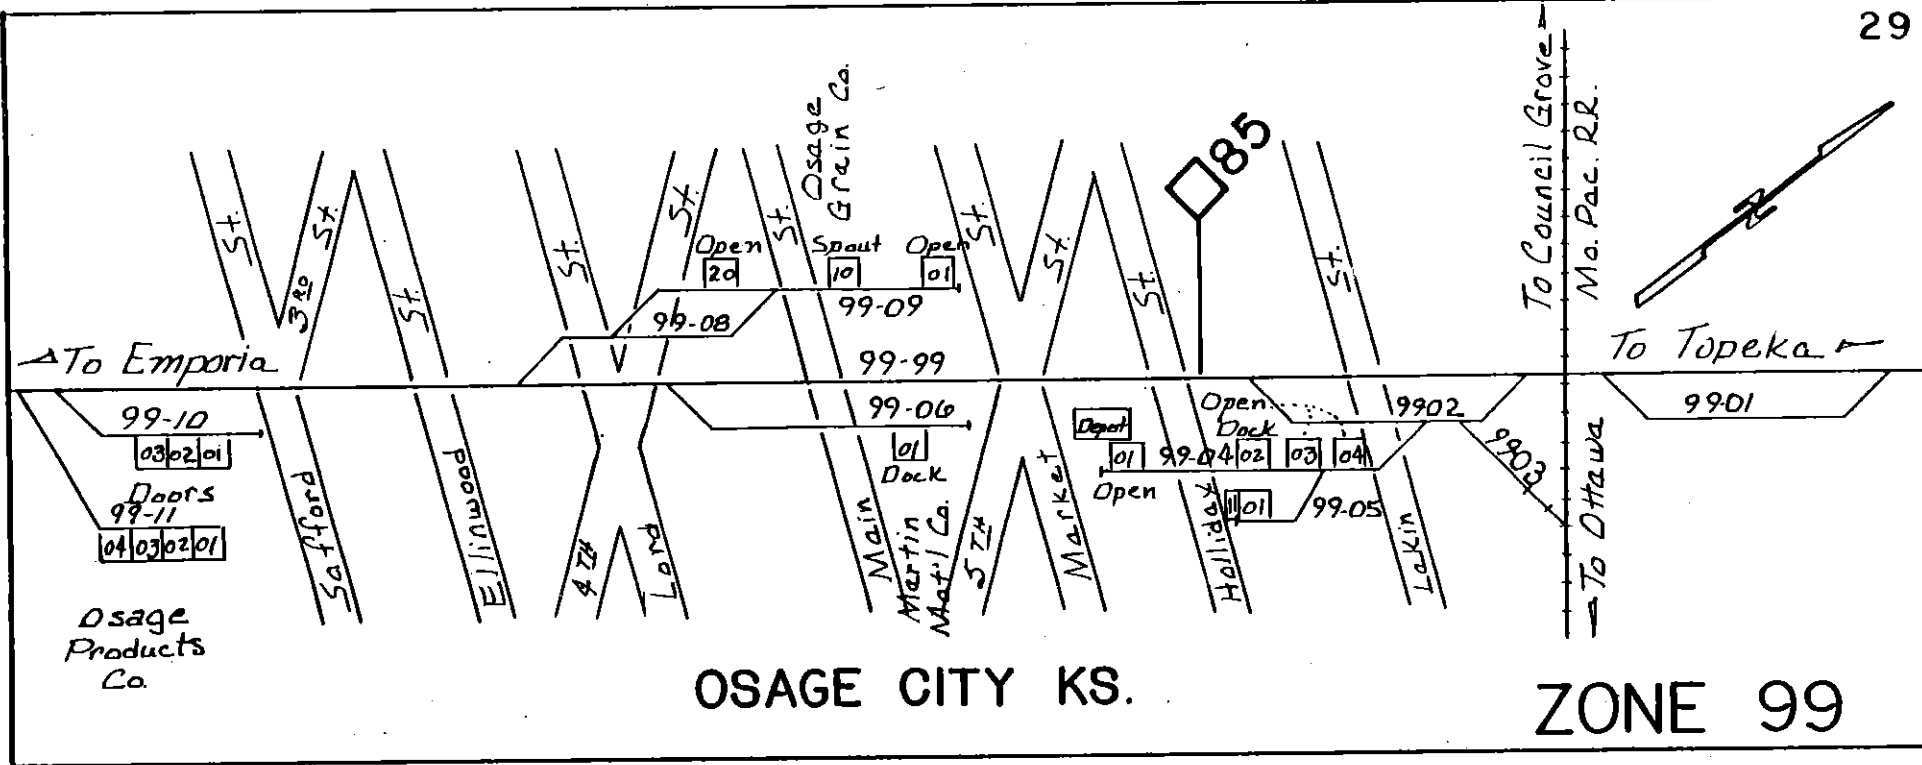 29
To Council Grove
Mo. Pac. RR.
Osage
Grain Co.
85
St.
3RD St.
St.
St.
St.
St.
St.
St.
St.
St.
Open
Spout
Open
20
10
01
99-08
99-09
To Emporia
99-99
To Topeka
99-10
99-06
Open
9902
9901
03 02 01
01
Dock
Depot
01
99-04
Dock
02
03
04
9903
Doors
99-11
Open
11 01
99-05
04 03 02 01
Safford
Ellinwood
4TH
Lord
Main
Martin
Mat'l Co.
5TH
Market
Holliday
Lakin
To Ottawa
Osage
Products
Co.
OSAGE CITY KS.
ZONE 99